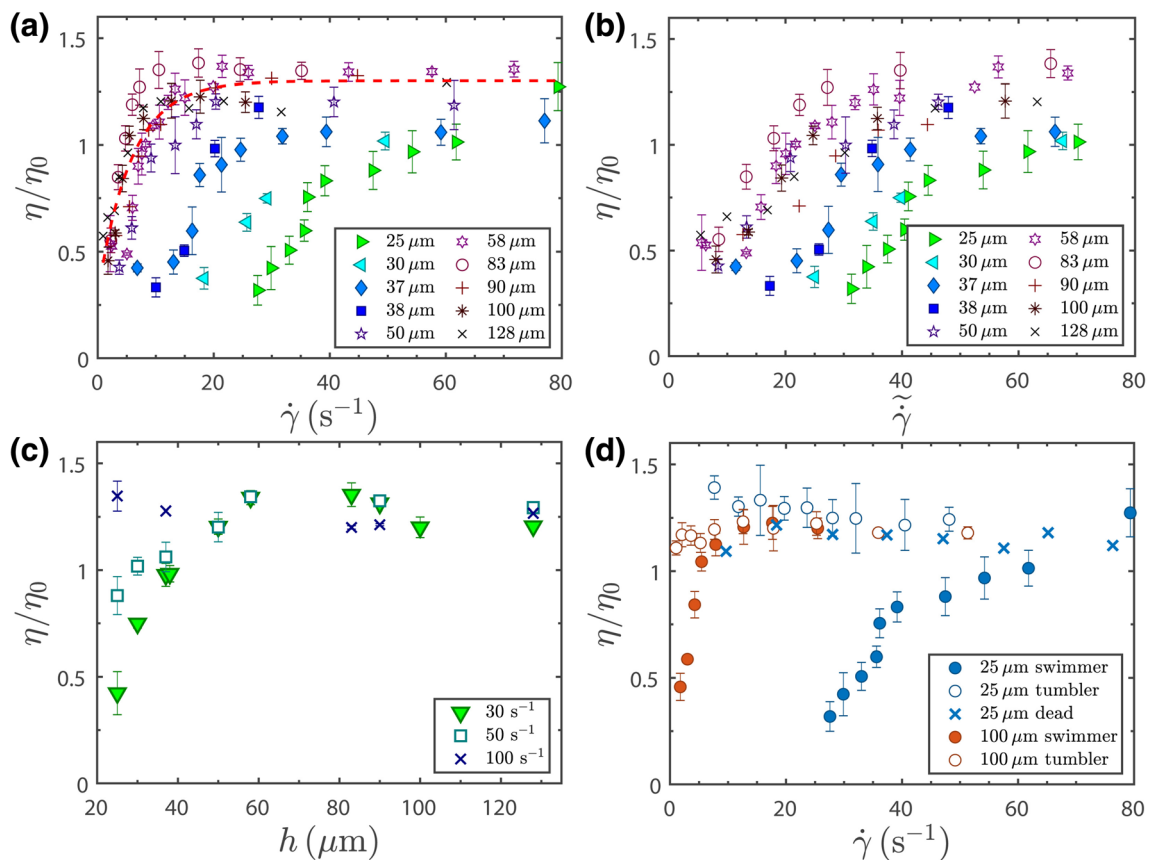 (a)
1.5
1
0.5
0
η/η₀
0 20 40 60 80
γ̇ (s⁻¹)
25 μm 58 μm
30 μm 83 μm
37 μm 90 μm
38 μm 100 μm
50 μm 128 μm
(b)
1.5
1
0.5
0
η/η₀
0 20 40 60 80
γ̇̃
25 μm 58 μm
30 μm 83 μm
37 μm 90 μm
38 μm 100 μm
50 μm 128 μm
(c)
1.5
1
0.5
0
η/η₀
20 40 60 80 100 120
h (μm)
30 s⁻¹
50 s⁻¹
100 s⁻¹
(d)
1.5
1
0.5
0
η/η₀
0 20 40 60 80
γ̇ (s⁻¹)
25 μm swimmer
25 μm tumbler
25 μm dead
100 μm swimmer
100 μm tumbler